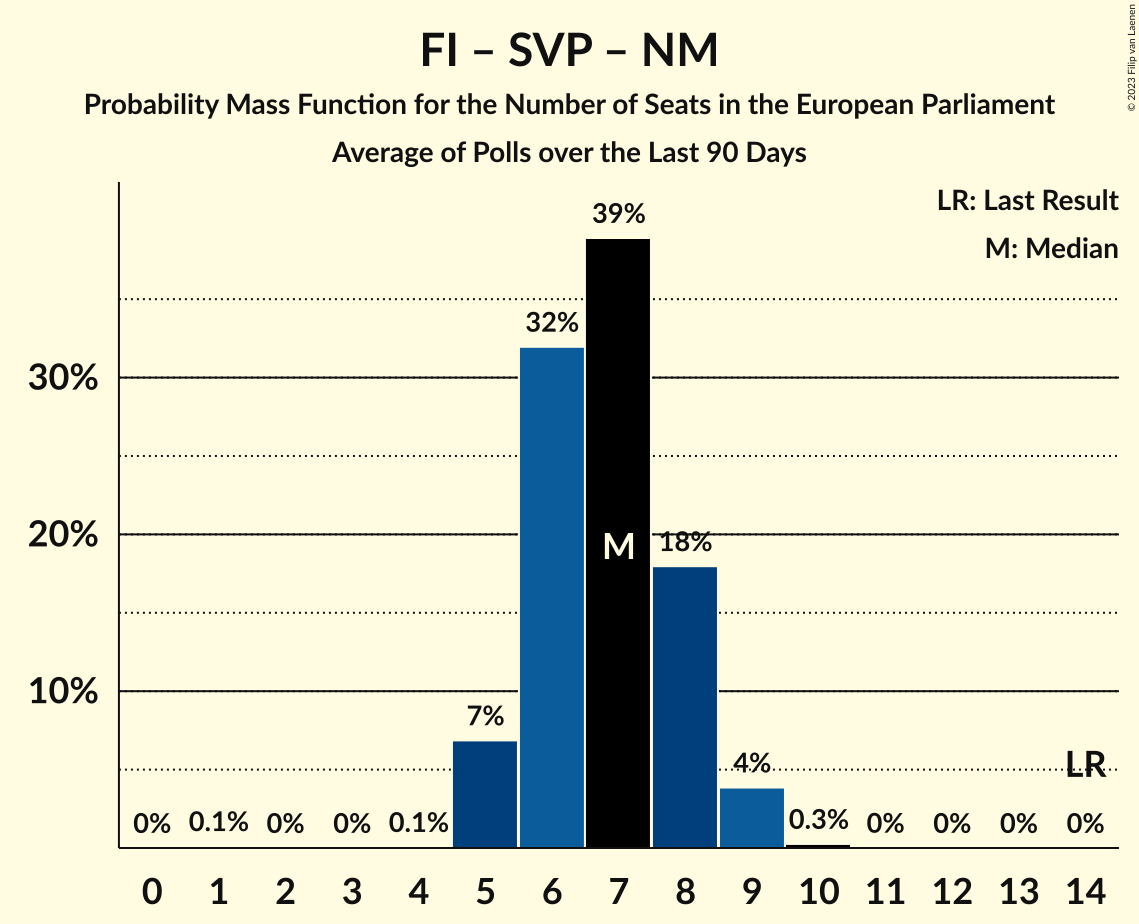 FI – SVP – NM
Probability Mass Function for the Number of Seats in the European Parliament
Average of Polls over the Last 90 Days
© 2023 Filip van Laenen
LR: Last Result
M: Median
39%
32%
30%
20%
18%
M
10%
7%
4%
LR
0% 0.1% 0% 0% 0.1% 0.3% 0% 0% 0% 0%
0 1 2 3 4 5 6 7 8 9 10 11 12 13 14